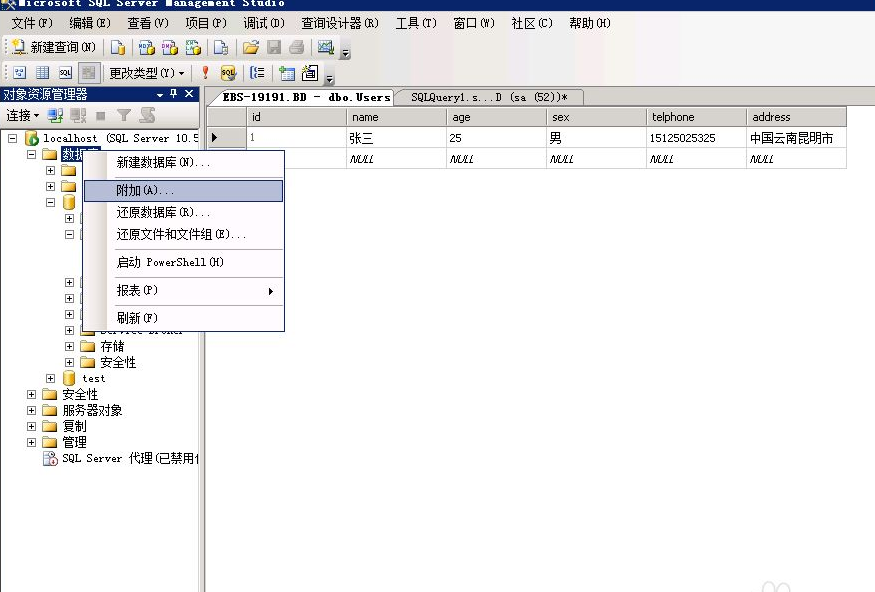 Microsoft SQL Server Management Studio
文件(F) 编辑(E) 查看(V) 项目(P) 调试(D) 查询设计器(R) 工具(T) 窗口(W) 社区(C) 帮助(H)
新建查询(N)
更改类型(Y)
对象资源管理器
连接
EBS-19191.BD - dbo.Users SQLQuery1.s...D (sa (52))*
id name age sex telphone address
1 张三 25 男 15125025325 中国云南昆明市
NULL NULL NULL NULL NULL
localhost (SQL Server 10.5
数据
新建数据库(N)...
附加(A)...
还原数据库(R)...
还原文件和文件组(E)...
启动 PowerShell(H)
报表(P)
刷新(F)
存储
安全性
test
安全性
服务器对象
复制
管理
SQL Server 代理(已禁用